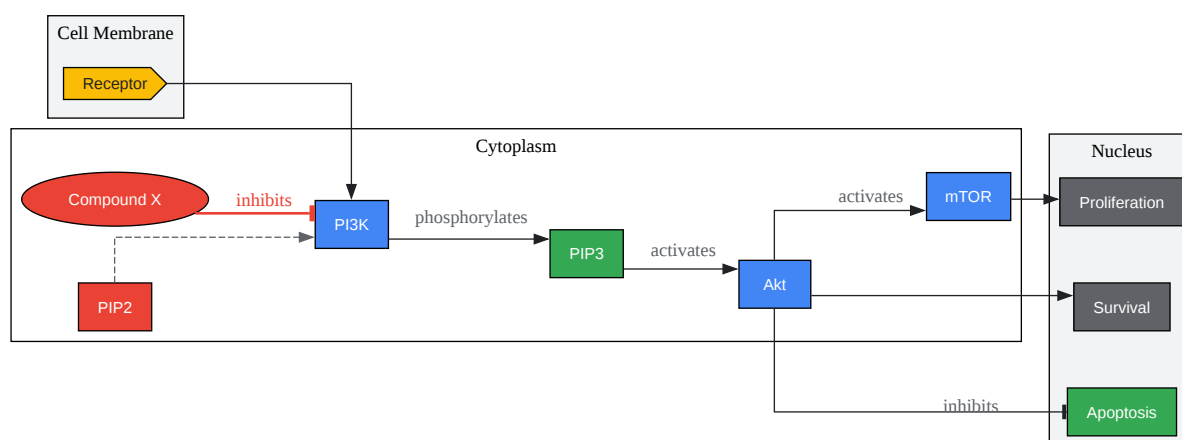 Cell Membrane
Receptor
Cytoplasm
Nucleus
Compound X
inhibits
PI3K
phosphorylates
PIP3
activates
Akt
activates
mTOR
Proliferation
PIP2
Survival
inhibits
Apoptosis